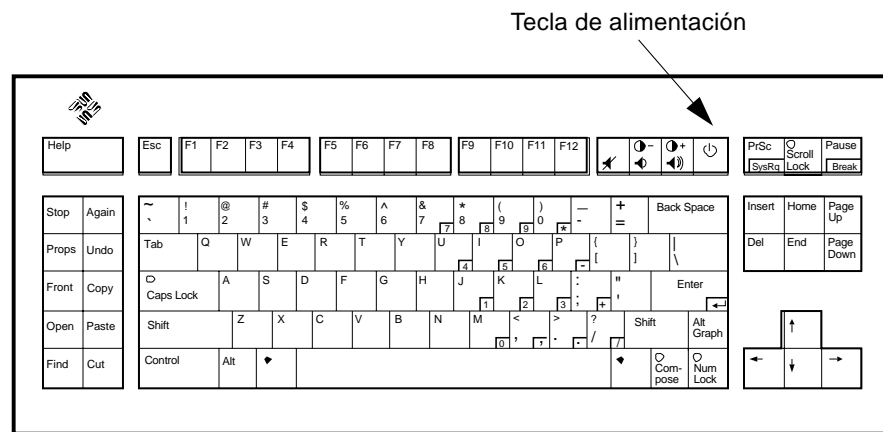 Tecla de alimentación
Help Esc F1 F2 F3 F4 F5 F6 F7 F8 F9 F10 F11 F12 − + PrSc SysRq Scroll Lock Pause Break
Stop Again ~ ` ! 1 @ 2 # 3 $ 4 % 5 ^ 6 & 7 7 * 8 8 ( 9 9 ) 0 * — - + = Back Space Insert Home Page Up
Props Undo Tab Q W E R T Y U 4 I 5 O 6 P - { [ } ] | \ Del End Page Down
Front Copy Caps Lock A S D F G H J 1 K 2 L 3 : ; + " ' Enter
Open Paste Shift Z X C V B N M 0 < , , > . . ? / / Shift Alt Graph
Find Cut Control Alt Com- pose Num Lock